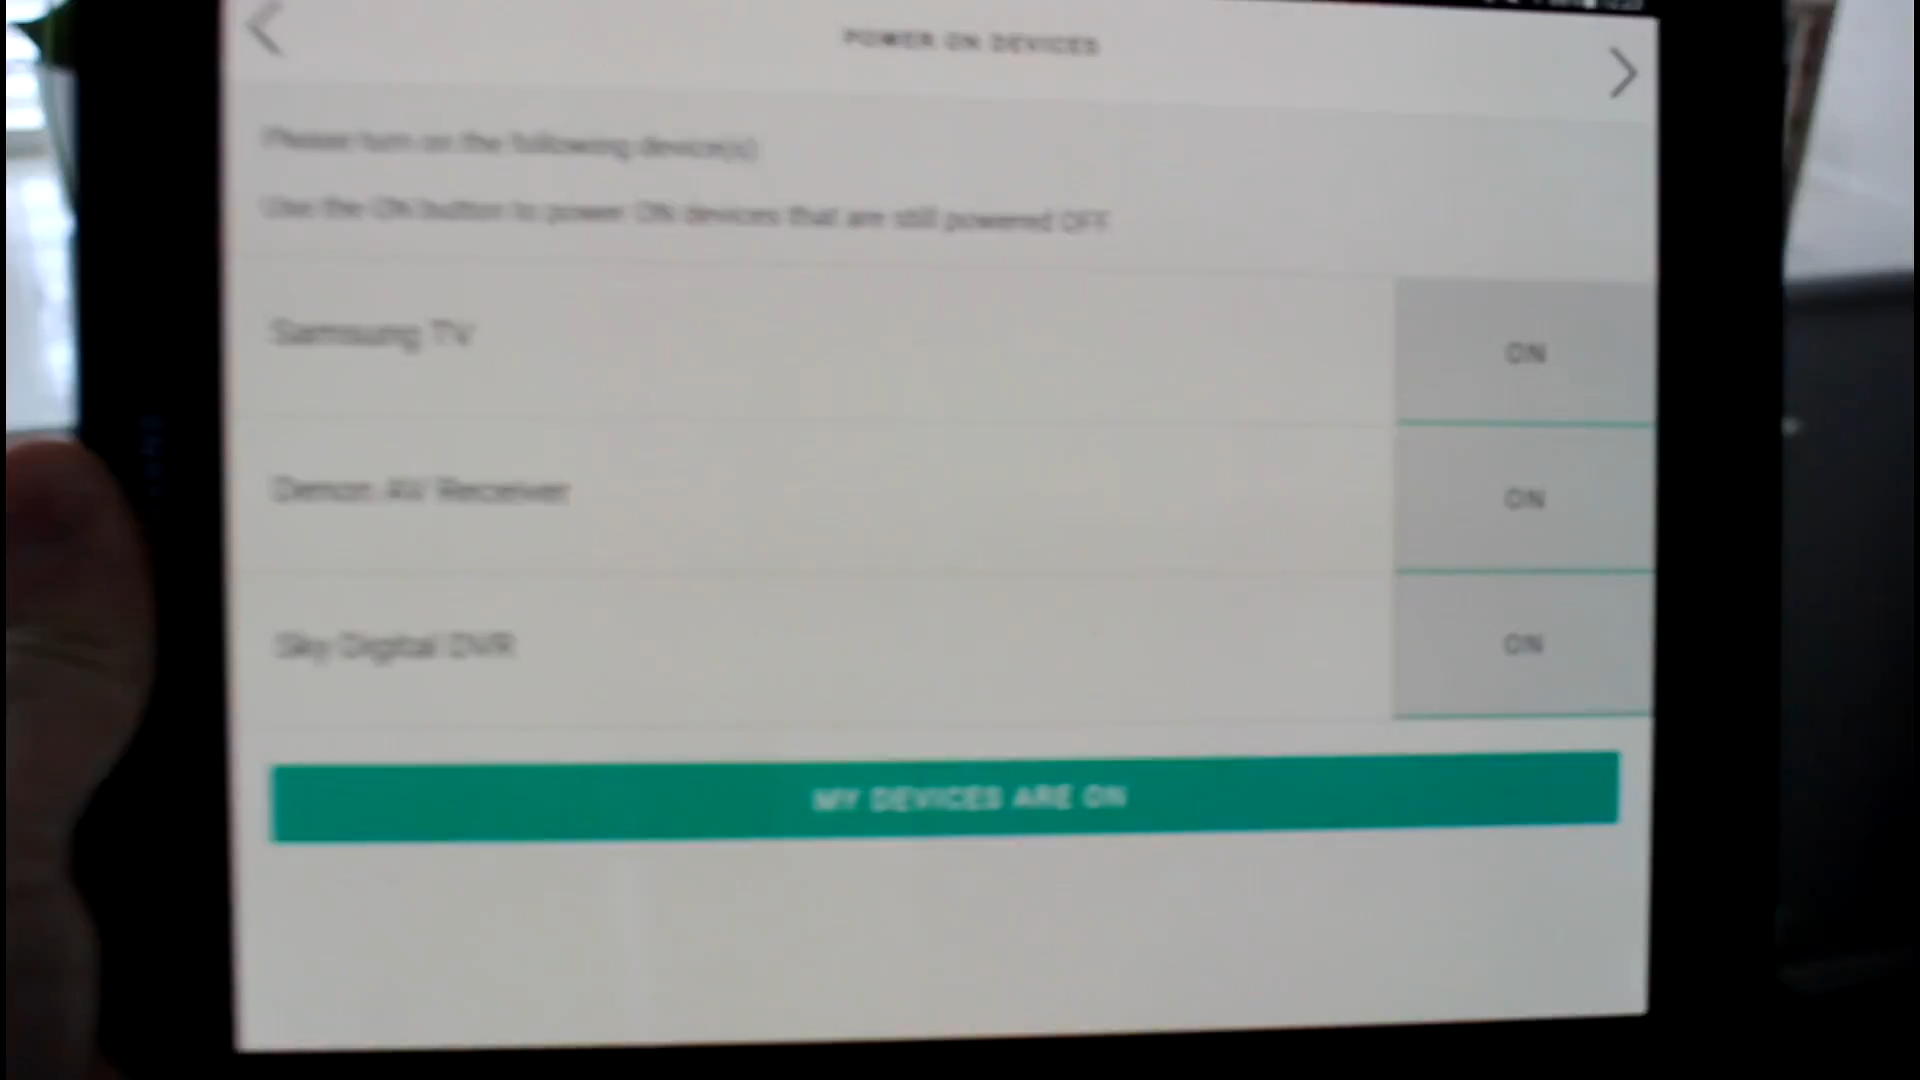 POWER ON DEVICES
Please turn on the following device(s)
Use the ON button to power ON devices that are still powered OFF.
Samsung TV
ON
Denon AV Receiver
ON
Sky Digital DVR
ON
MY DEVICES ARE ON